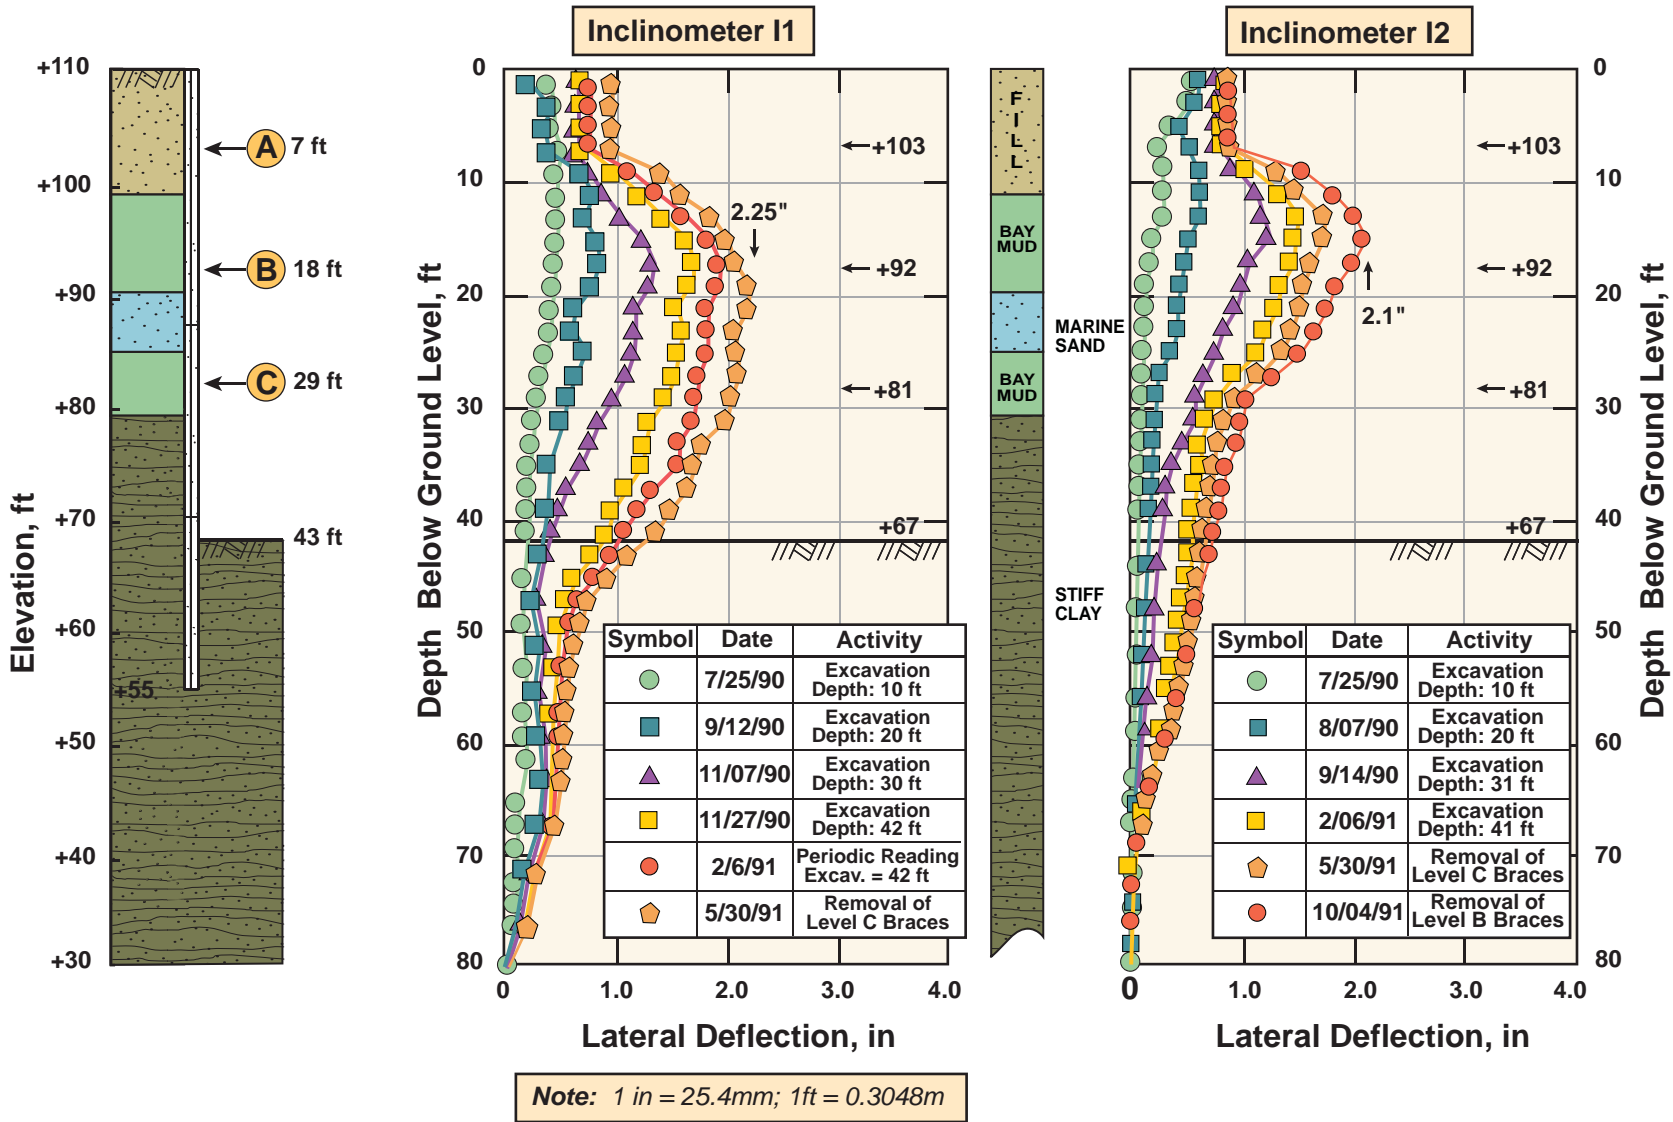 Inclinometer I1
Inclinometer I2
Elevation, ft
+110
+100
+90
+80
+70
+60
+55
+50
+40
+30
A 7 ft
B 18 ft
C 29 ft
43 ft
Depth Below Ground Level, ft
0
10
20
30
40
50
60
70
80
2.25"
+103
+92
+81
+67
Symbol Date Activity
7/25/90 Excavation
Depth: 10 ft
9/12/90 Excavation
Depth: 20 ft
11/07/90 Excavation
Depth: 30 ft
11/27/90 Excavation
Depth: 42 ft
2/6/91 Periodic Reading
Excav. = 42 ft
5/30/91 Removal of
Level C Braces
0 1.0 2.0 3.0 4.0
Lateral Deflection, in
FILL
BAY
MUD
MARINE
SAND
BAY
MUD
STIFF
CLAY
2.1"
+103
+92
+81
+67
Symbol Date Activity
7/25/90 Excavation
Depth: 10 ft
8/07/90 Excavation
Depth: 20 ft
9/14/90 Excavation
Depth: 31 ft
2/06/91 Excavation
Depth: 41 ft
5/30/91 Removal of
Level C Braces
10/04/91 Removal of
Level B Braces
0 1.0 2.0 3.0 4.0
Lateral Deflection, in
0
10
20
30
40
50
60
70
80
Depth Below Ground Level, ft
Note: 1 in = 25.4mm; 1ft = 0.3048m